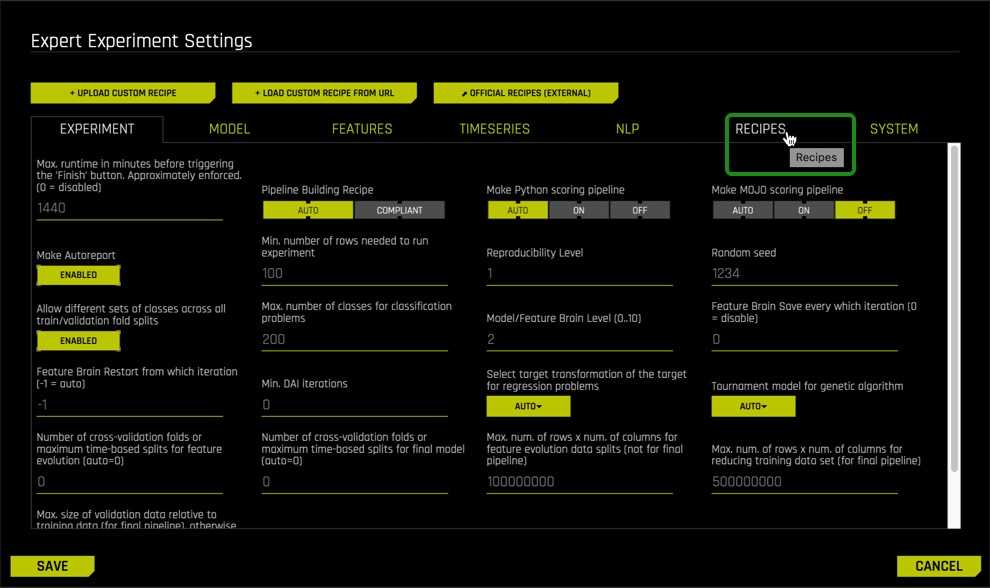 Expert Experiment Settings
+ UPLOAD CUSTOM RECIPE
+ LOAD CUSTOM RECIPE FROM URL
OFFICIAL RECIPES (EXTERNAL)
EXPERIMENT
MODEL
FEATURES
TIMESERIES
NLP
RECIPES
SYSTEM
Recipes
Max. runtime in minutes before triggering
the 'Finish' button. Approximately enforced.
(0 = disabled)
1440
Pipeline Building Recipe
AUTO
COMPLIANT
Make Python scoring pipeline
AUTO
ON
OFF
Make MOJO scoring pipeline
AUTO
ON
OFF
Make Autoreport
ENABLED
Min. number of rows needed to run
experiment
100
Reproducibility Level
1
Random seed
1234
Allow different sets of classes across all
train/validation fold splits
ENABLED
Max. number of classes for classification
problems
200
Model/Feature Brain Level (0..10)
2
Feature Brain Save every which iteration (0
= disable)
0
Feature Brain Restart from which iteration
(-1 = auto)
-1
Min. DAI iterations
0
Select target transformation of the target
for regression problems
AUTO
Tournament model for genetic algorithm
AUTO
Number of cross-validation folds or
maximum time-based splits for feature
evolution (auto=0)
0
Number of cross-validation folds or
maximum time-based splits for final model
(auto=0)
0
Max. num. of rows x num. of columns for
feature evolution data splits (not for final
pipeline)
100000000
Max. num. of rows x num. of columns for
reducing training data set (for final pipeline)
500000000
Max. size of validation data relative to
training data (for final pipeline), otherwise
SAVE
CANCEL